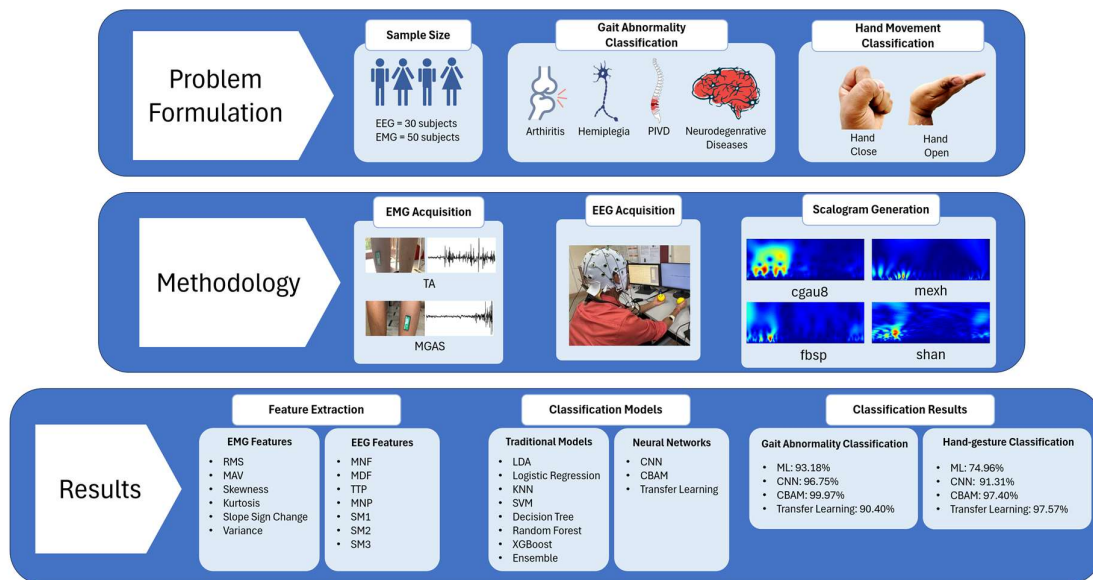 Problem
Formulation
Sample Size
EEG = 30 subjects
EMG = 50 subjects
Gait Abnormality
Classification
Arthiritis
Hemiplegia
PIVD
Neurodegenrative
Diseases
Hand Movement
Classification
Hand
Close
Hand
Open
Methodology
EMG Acquisition
TA
MGAS
EEG Acquisition
Scalogram Generation
cgau8
mexh
fbsp
shan
Results
Feature Extraction
EMG Features
• RMS
• MAV
• Skewness
• Kurtosis
• Slope Sign Change
• Variance
EEG Features
• MNF
• MDF
• TTP
• MNP
• SM1
• SM2
• SM3
Classification Models
Traditional Models
• LDA
• Logistic Regression
• KNN
• SVM
• Decision Tree
• Random Forest
• XGBoost
• Ensemble
Neural Networks
• CNN
• CBAM
• Transfer Learning
Classification Results
Gait Abnormality Classification
• ML: 93.18%
• CNN: 96.75%
• CBAM: 99.97%
• Transfer Learning: 90.40%
Hand-gesture Classification
• ML: 74.96%
• CNN: 91.31%
• CBAM: 97.40%
• Transfer Learning: 97.57%